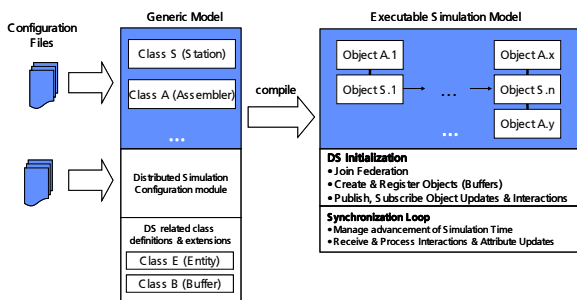 Configuration
Files
Generic Model
Class S (Station)
Class A (Assembler)
...
Distributed Simulation
Configuration module
DS related class
definitions & extensions
Class E (Entity)
Class B (Buffer)
compile
Executable Simulation Model
Object A.1
Object A.x
Object S.1
...
Object S.n
Object A.y
...
DS Initialization
• Join Federation
• Create & Register Objects (Buffers)
• Publish, Subscribe Object Updates & Interactions
Synchronization Loop
• Manage advancement of Simulation Time
• Receive & Process Interactions & Attribute Updates